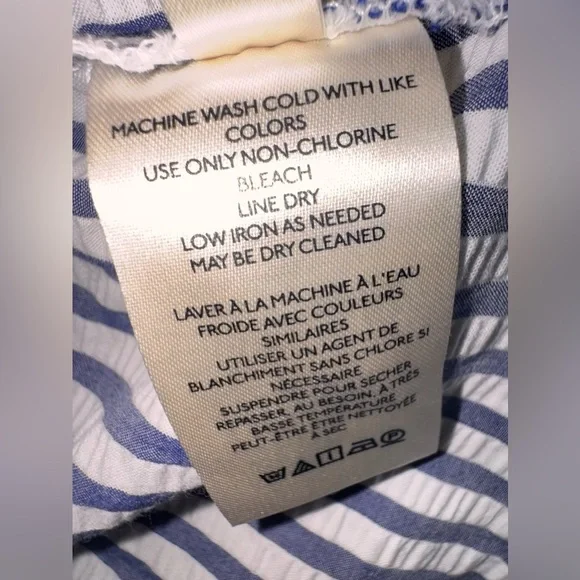 MACHINE WASH COLD WITH LIKE
COLORS
USE ONLY NON-CHLORINE
BLEACH
LINE DRY
LOW IRON AS NEEDED
MAY BE DRY CLEANED
LAVER À LA MACHINE À L'EAU
FROIDE AVEC COULEURS
SIMILAIRES
UTILISER UN AGENT DE
BLANCHIMENT SANS CHLORE SI
NÉCESSAIRE
SUSPENDRE POUR SÉCHER
REPASSER, AU BESOIN, À TRÈS
BASSE TEMPÉRATURE
PEUT-ÊTRE ÊTRE NETTOYÉE
À SEC